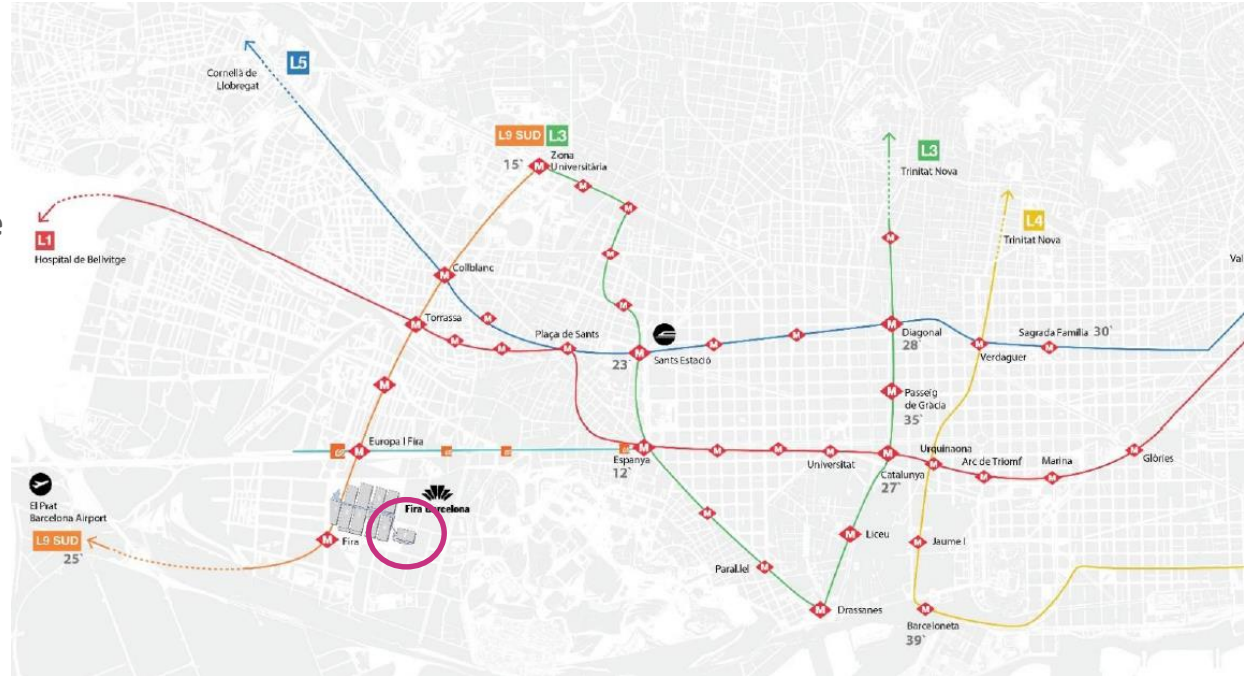 L5
Cornellà de
Llobregat
L9 SUD L3
15`
Ziona
Universitària
L3
Trinitat Nova
e
L1
Hospital de Bellvitge
L4
Trinitat Nova
Val
Collblanc
Torrassa
Plaça de Sants
23`
Sants Estació
Diagonal
28`
Sagrada Familia 30`
Verdaguer
Passeig
de Gràcia
35`
Europa I Fira
Espanya
12`
Universitat
Catalunya
27`
Urquinaona
Arc de Triomf
Marina
Glòries
El Prat
Barcelona Airport
L9 SUD
25`
Fira Barcelona
Fira
Liceu
Jaume I
Paral.lel
Drassanes
Barceloneta
39`